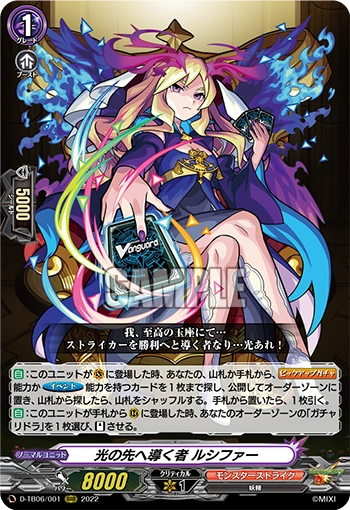 1
グレード
ブースト
5000
シールド
Vanguard
SAMPLE
我、至高の玉座にて…
ストライカーを勝利へと導く者なり…光あれ！
自:このユニットがVに登場した時、あなたの、山札か手札から、ピックアップガチャ
能力かイベント能力を持つカードを1枚まで探し、公開してオーダーゾーンに
置き、山札から探したら、山札をシャッフルする。手札から置いたら、1枚引く。
自:このユニットが手札からRに登場した時、あなたのオーダーゾーンの「ガチャ
リドラ」を1枚選び、
ノーマルユニット
光の先へ導く者 ルシファー
パワー 8000
クリティカル
1
モンスターストライク
妖精
D-TB06/001 RRR 2022
©MIXI